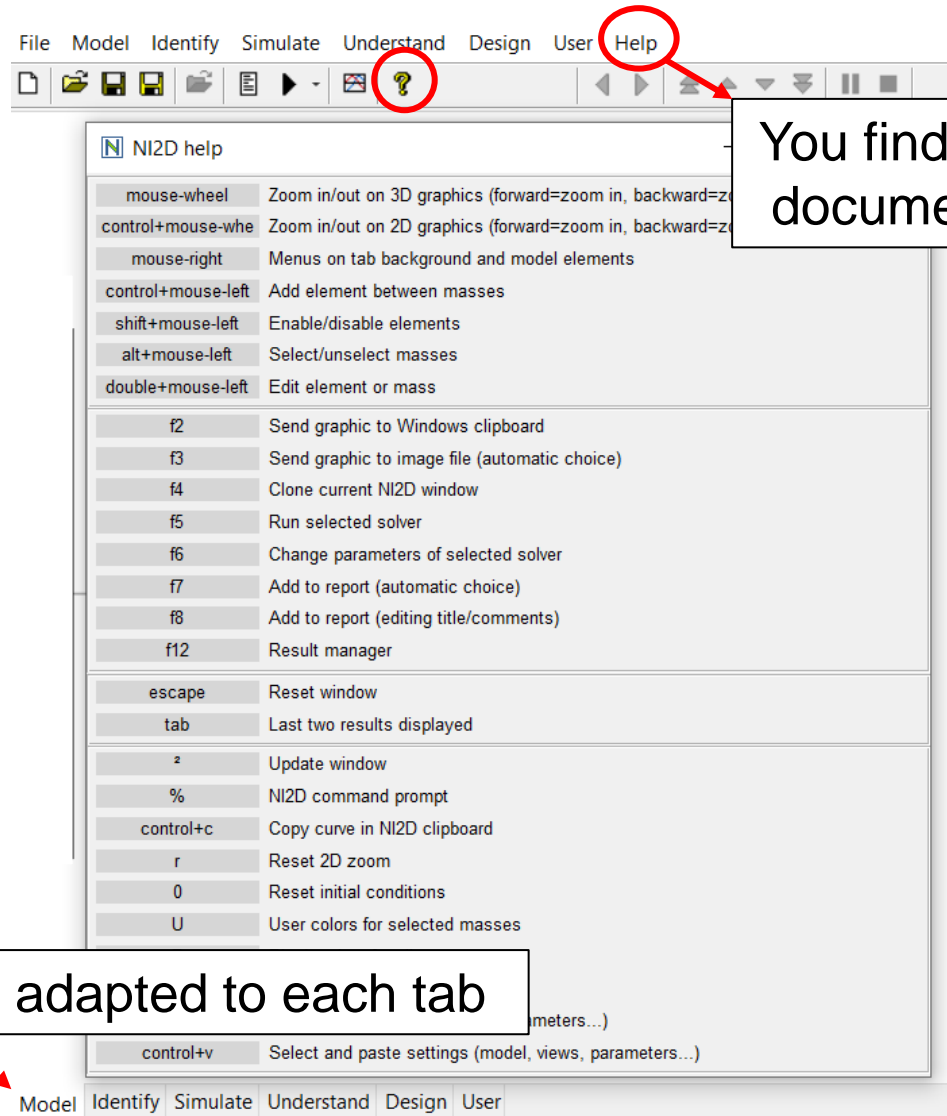 File Model Identify Simulate Understand Design User Help
NI2D help
You find
docume
mouse-wheel Zoom in/out on 3D graphics (forward=zoom in, backward=zo
control+mouse-whe Zoom in/out on 2D graphics (forward=zoom in, backward=zo
mouse-right Menus on tab background and model elements
control+mouse-left Add element between masses
shift+mouse-left Enable/disable elements
alt+mouse-left Select/unselect masses
double+mouse-left Edit element or mass
f2 Send graphic to Windows clipboard
f3 Send graphic to image file (automatic choice)
f4 Clone current NI2D window
f5 Run selected solver
f6 Change parameters of selected solver
f7 Add to report (automatic choice)
f8 Add to report (editing title/comments)
f12 Result manager
escape Reset window
tab Last two results displayed
² Update window
% NI2D command prompt
control+c Copy curve in NI2D clipboard
r Reset 2D zoom
0 Reset initial conditions
U User colors for selected masses
adapted to each tab
meters...)
control+v Select and paste settings (model, views, parameters...)
Model Identify Simulate Understand Design User